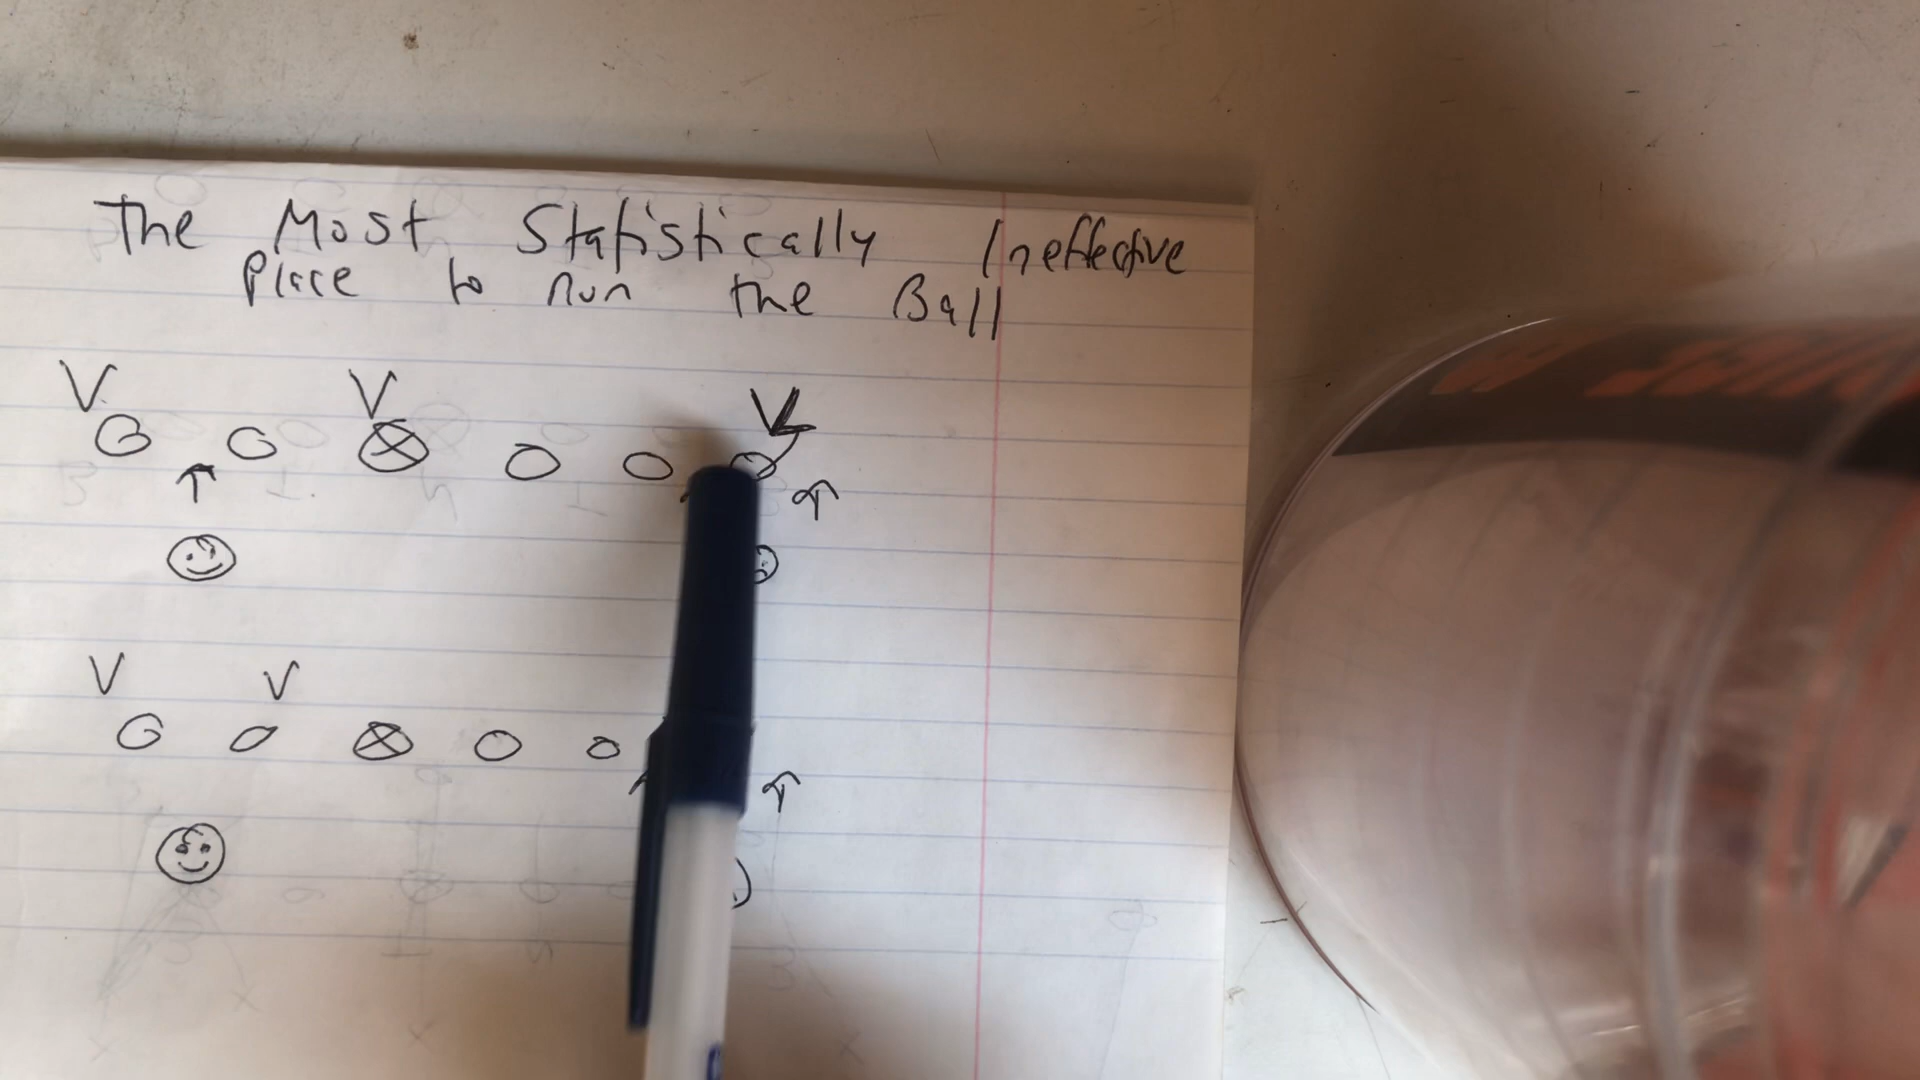 The Most Statistically Ineffective
Place to run the Ball
V V V
V V